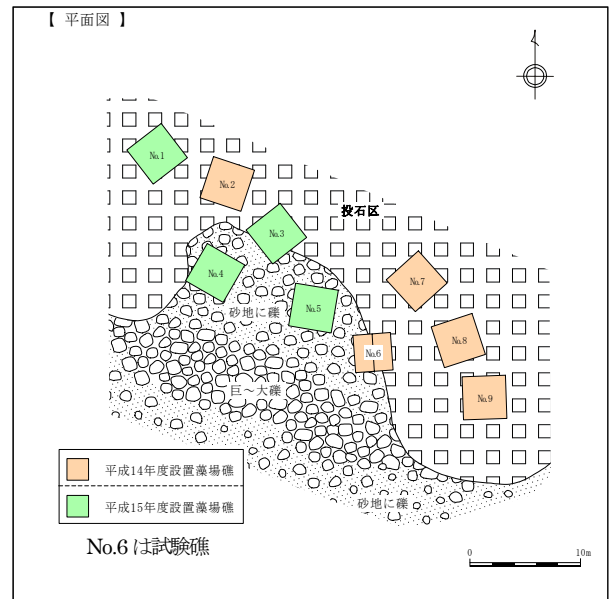 【 平面図 】
No.1
No.2
投石区
No.3
No.4
No.7
No.5
砂地に礫
No.8
No.6
巨～大礫
No.9
平成14年度設置藻場礁
平成15年度設置藻場礁
砂地に礫
No.6 は試験礁
0 10m